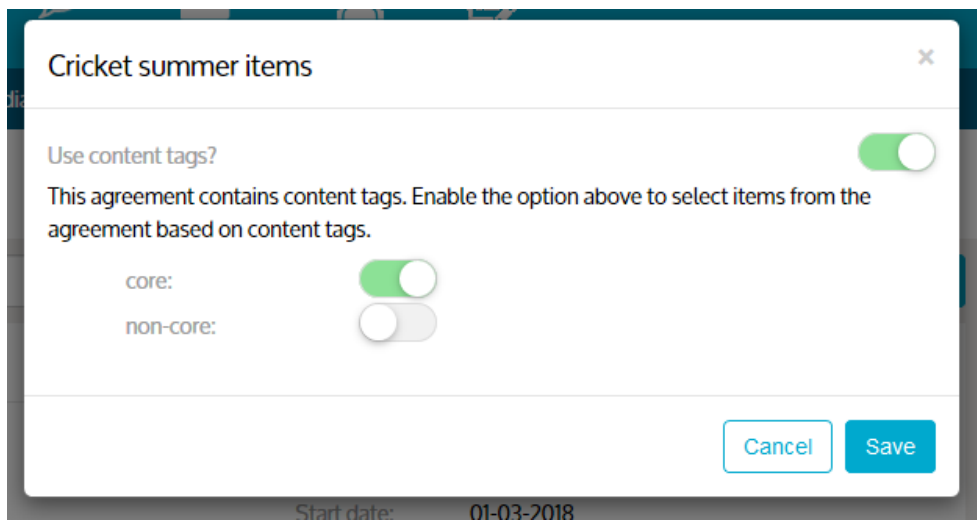 Cricket summer items
×
Use content tags?
This agreement contains content tags. Enable the option above to select items from the
agreement based on content tags.
core:
non-core:
Cancel
Save
Start date: 01-03-2018